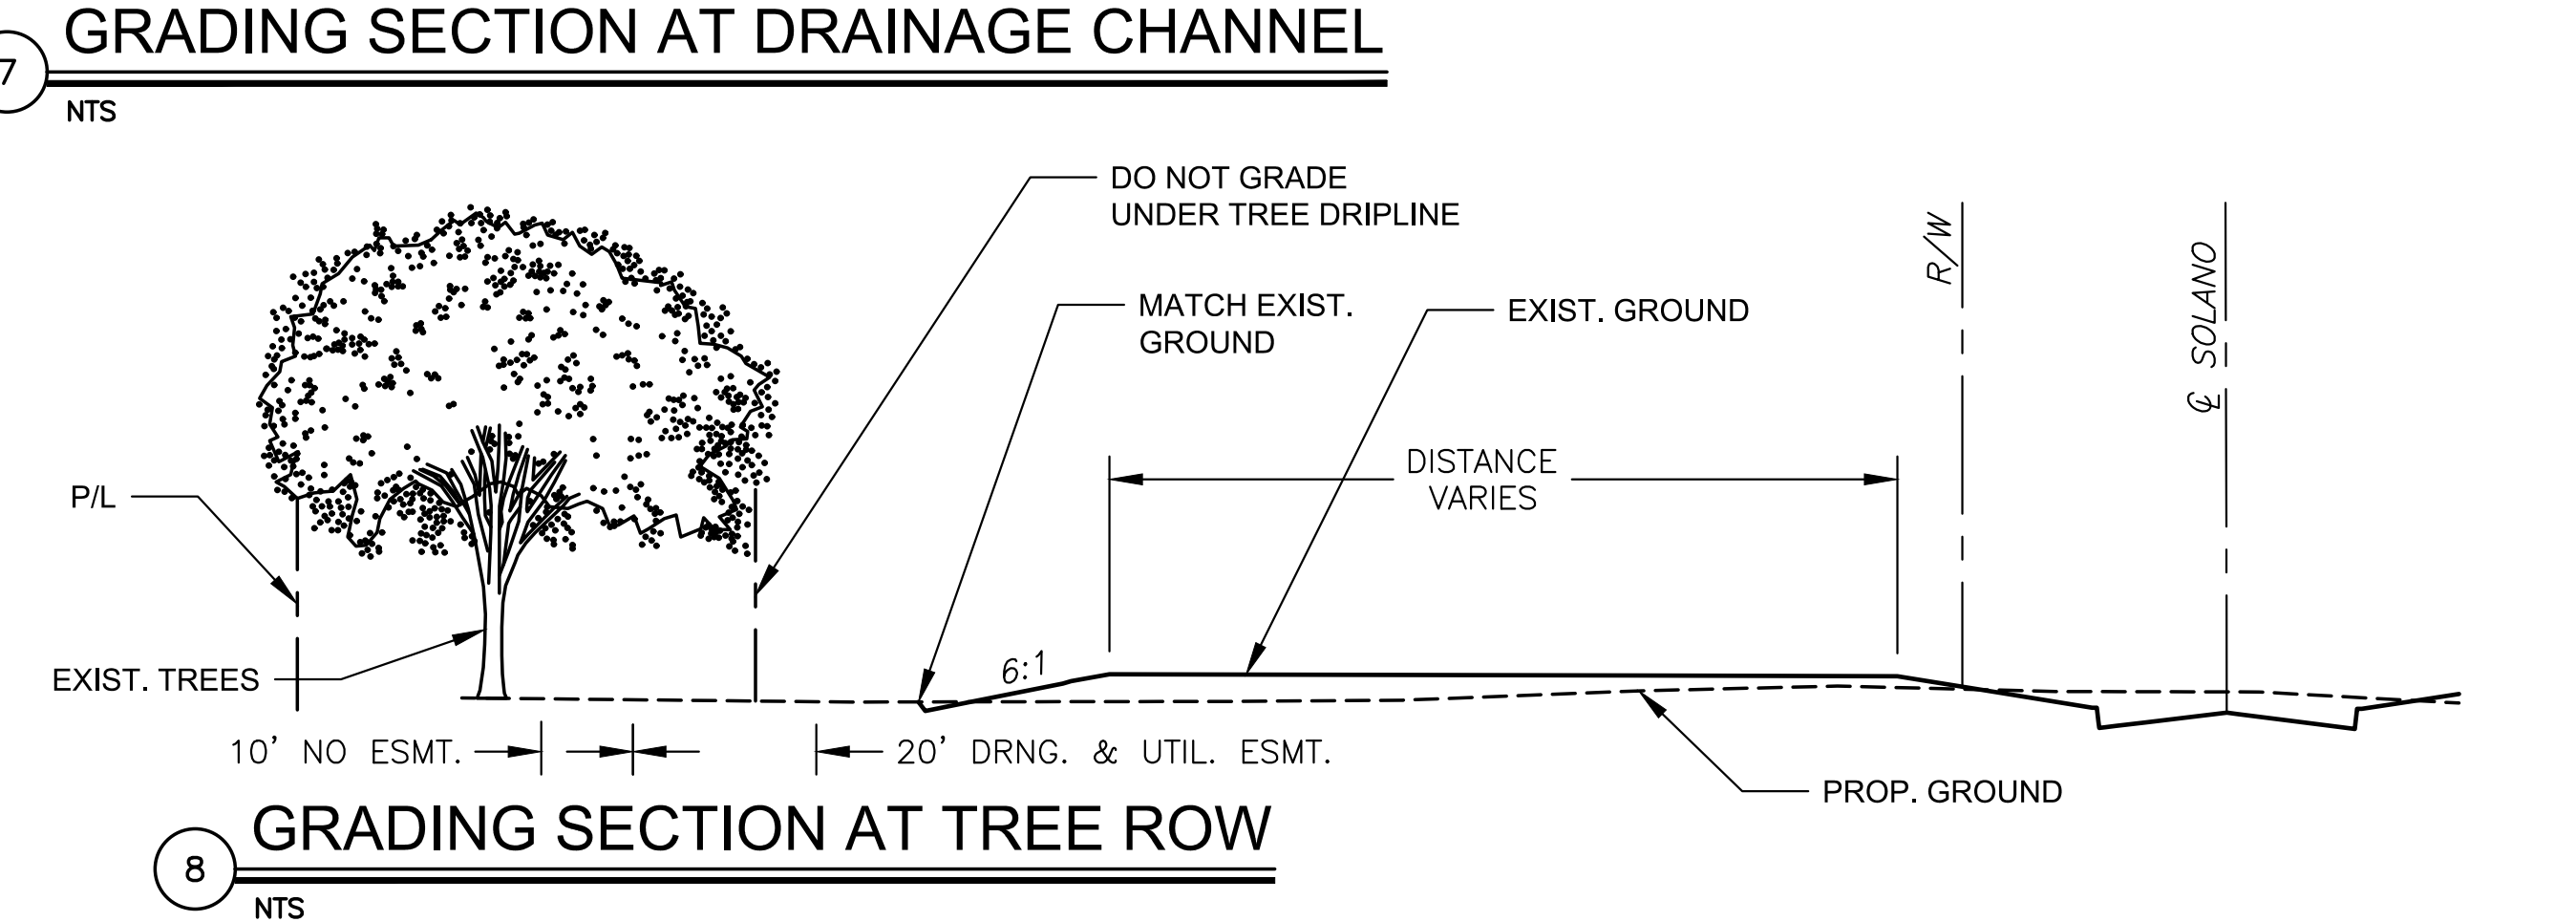 GRADING SECTION AT DRAINAGE CHANNEL
7
NTS
DO NOT GRADE
UNDER TREE DRIPLINE
MATCH EXIST.
GROUND
EXIST. GROUND
R/W
℄ SOLANO
DISTANCE
VARIES
P/L
EXIST. TREES
6:1
10' NO ESMT.
20' DRNG. & UTIL. ESMT.
PROP. GROUND
8
GRADING SECTION AT TREE ROW
NTS